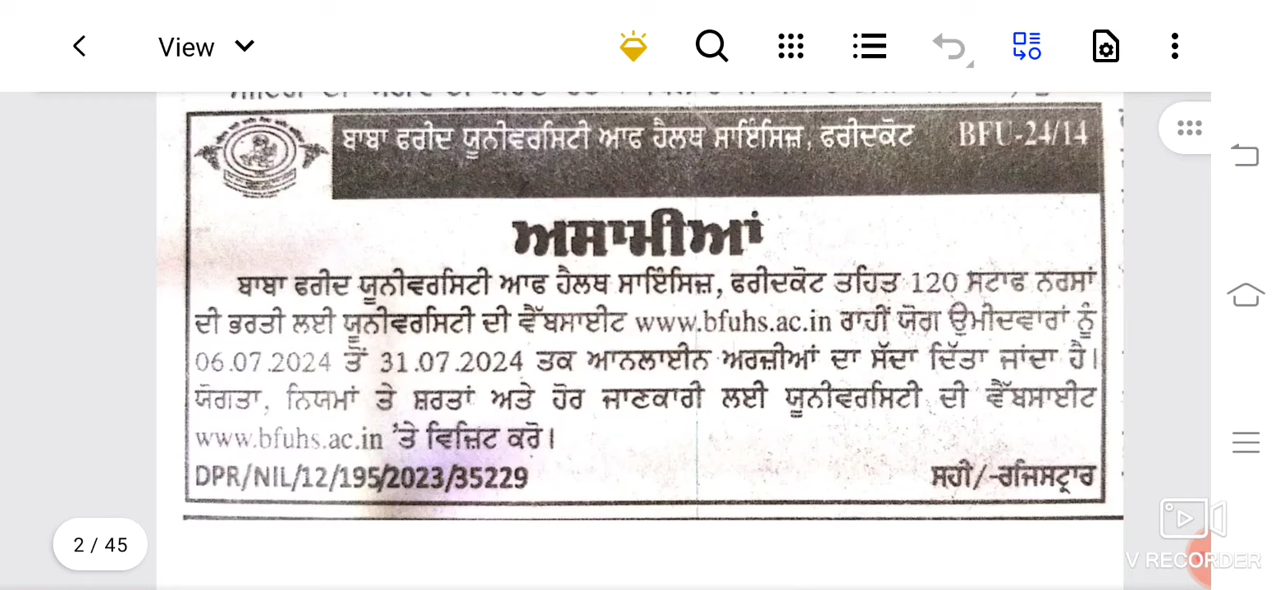 View
ਬਾਬਾ ਫਰੀਦ ਯੂਨੀਵਰਸਿਟੀ ਆਫ ਹੈਲਥ ਸਾਇੰਸਿਜ਼, ਫਰੀਦਕੋਟ BFU-24/14
ਅਸਾਮੀਆਂ
ਬਾਬਾ ਫਰੀਦ ਯੂਨੀਵਰਸਿਟੀ ਆਫ ਹੈਲਥ ਸਾਇੰਸਿਜ਼, ਫਰੀਦਕੋਟ ਤਹਿਤ 120 ਸਟਾਫ ਨਰਸਾਂ
ਦੀ ਭਰਤੀ ਲਈ ਯੂਨੀਵਰਸਿਟੀ ਦੀ ਵੈੱਬਸਾਈਟ www.bfuhs.ac.in ਰਾਹੀਂ ਯੋਗ ਉਮੀਦਵਾਰਾਂ ਨੂੰ
06.07.2024 ਤੋਂ 31.07.2024 ਤਕ ਆਨਲਾਈਨ ਅਰਜ਼ੀਆਂ ਦਾ ਸੱਦਾ ਦਿੱਤਾ ਜਾਂਦਾ ਹੈ।
ਯੋਗਤਾ, ਨਿਯਮਾਂ ਤੇ ਸ਼ਰਤਾਂ ਅਤੇ ਹੋਰ ਜਾਣਕਾਰੀ ਲਈ ਯੂਨੀਵਰਸਿਟੀ ਦੀ ਵੈੱਬਸਾਈਟ
www.bfuhs.ac.in 'ਤੇ ਵਿਜ਼ਿਟ ਕਰੋ।
DPR/NIL/12/195/2023/35229 ਸਹੀ/-ਰਜਿਸਟ੍ਰਾਰ
2 / 45
V RECORDER